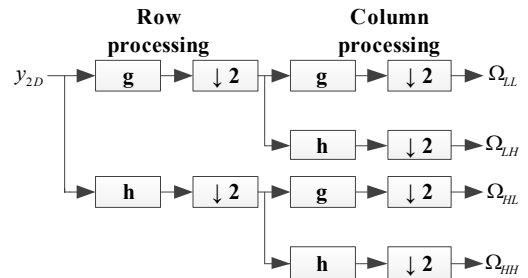 Row processing
Column processing
y2D g ↓ 2 g ↓ 2 ΩLL
h ↓ 2 ΩLH
h ↓ 2 g ↓ 2 ΩHL
h ↓ 2 ΩHH